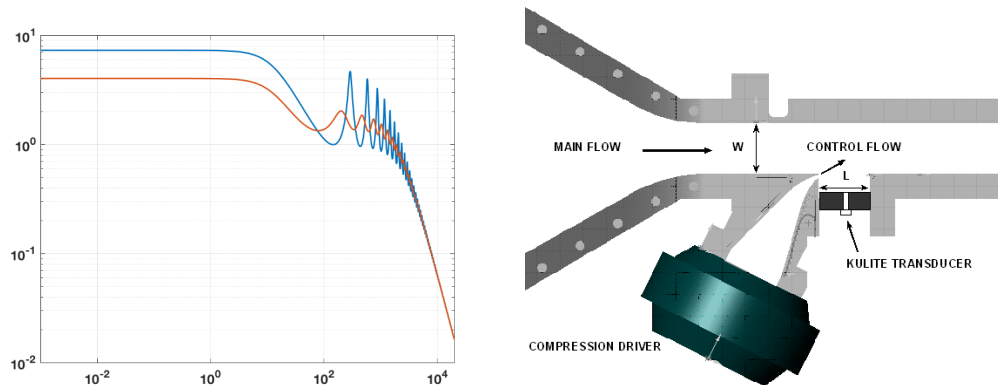 10^1
10^0
10^-1
10^-2
10^-2
10^0
10^2
10^4
MAIN FLOW
W
CONTROL FLOW
L
KULITE TRANSDUCER
COMPRESSION DRIVER